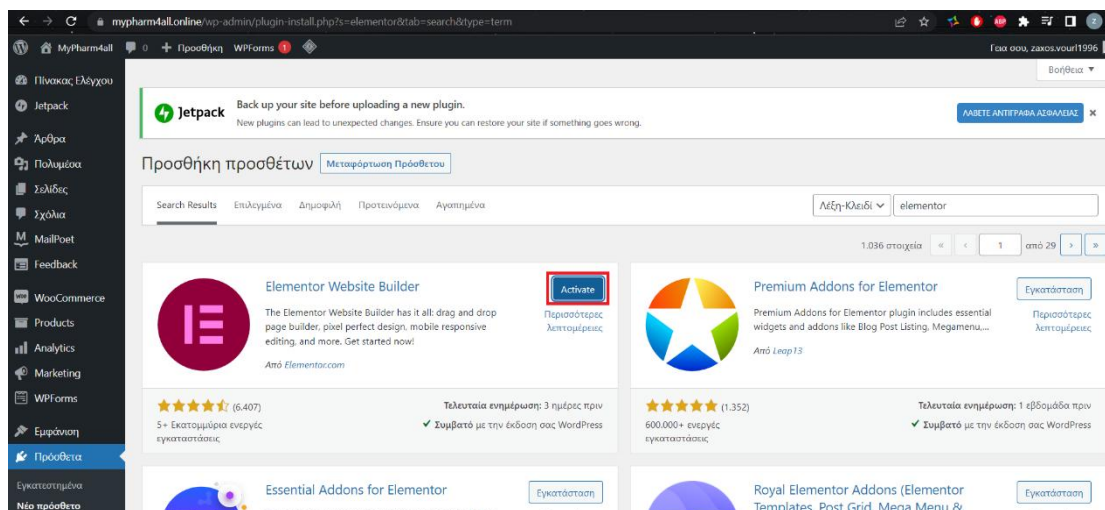 mypharm4all.online/wp-admin/plugin-install.php?s=elementor&tab=search&type=term
MyPharm4all 0 + Προσθήκη WPForms 1
Γεια σου, zaxos.vourl1996
Βοήθεια
Πίνακας Ελέγχου
Jetpack
Άρθρα
Πολυμέσα
Σελίδες
Σχόλια
MailPoet
Feedback
WooCommerce
Products
Analytics
Marketing
WPForms
Εμφάνιση
Πρόσθετα
Εγκατεστημένα
Νέο πρόσθετο
Jetpack
Back up your site before uploading a new plugin.
New plugins can lead to unexpected changes. Ensure you can restore your site if something goes wrong.
ΛΑΒΕΤΕ ΑΝΤΙΓΡΑΦΑ ΑΣΦΑΛΕΙΑΣ
Προσθήκη προσθέτων Μεταφόρτωση Πρόσθετου
Search Results Επιλεγμένα Δημοφιλή Προτεινόμενα Αγαπημένα
Λέξη-Κλειδί elementor
1.036 στοιχεία « ‹ 1 από 29 › »
Elementor Website Builder
The Elementor Website Builder has it all: drag and drop
page builder, pixel perfect design, mobile responsive
editing, and more. Get started now!
Από Elementor.com
Activate
Περισσότερες
λεπτομέρειες
(6.407)
5+ Εκατομμύρια ενεργές
εγκαταστάσεις
Τελευταία ενημέρωση: 3 ημέρες πριν
Συμβατό με την έκδοση σας WordPress
Premium Addons for Elementor
Premium Addons for Elementor plugin includes essential
widgets and addons like Blog Post Listing, Megamenu,...
Από Leap13
Εγκατάσταση
Περισσότερες
λεπτομέρειες
(1.352)
600.000+ ενεργές
εγκαταστάσεις
Τελευταία ενημέρωση: 1 εβδομάδα πριν
Συμβατό με την έκδοση σας WordPress
Essential Addons for Elementor
Εγκατάσταση
Royal Elementor Addons (Elementor
Templates, Post Grid, Mega Menu &
Εγκατάσταση